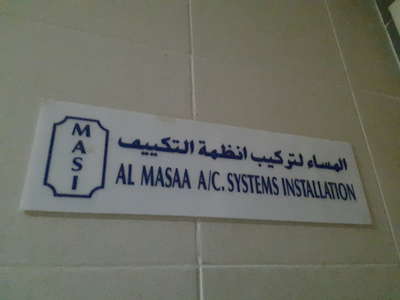 MASI
المساء لتركيب انظمة التكييف
AL MASAA A/C. SYSTEMS INSTALLATION